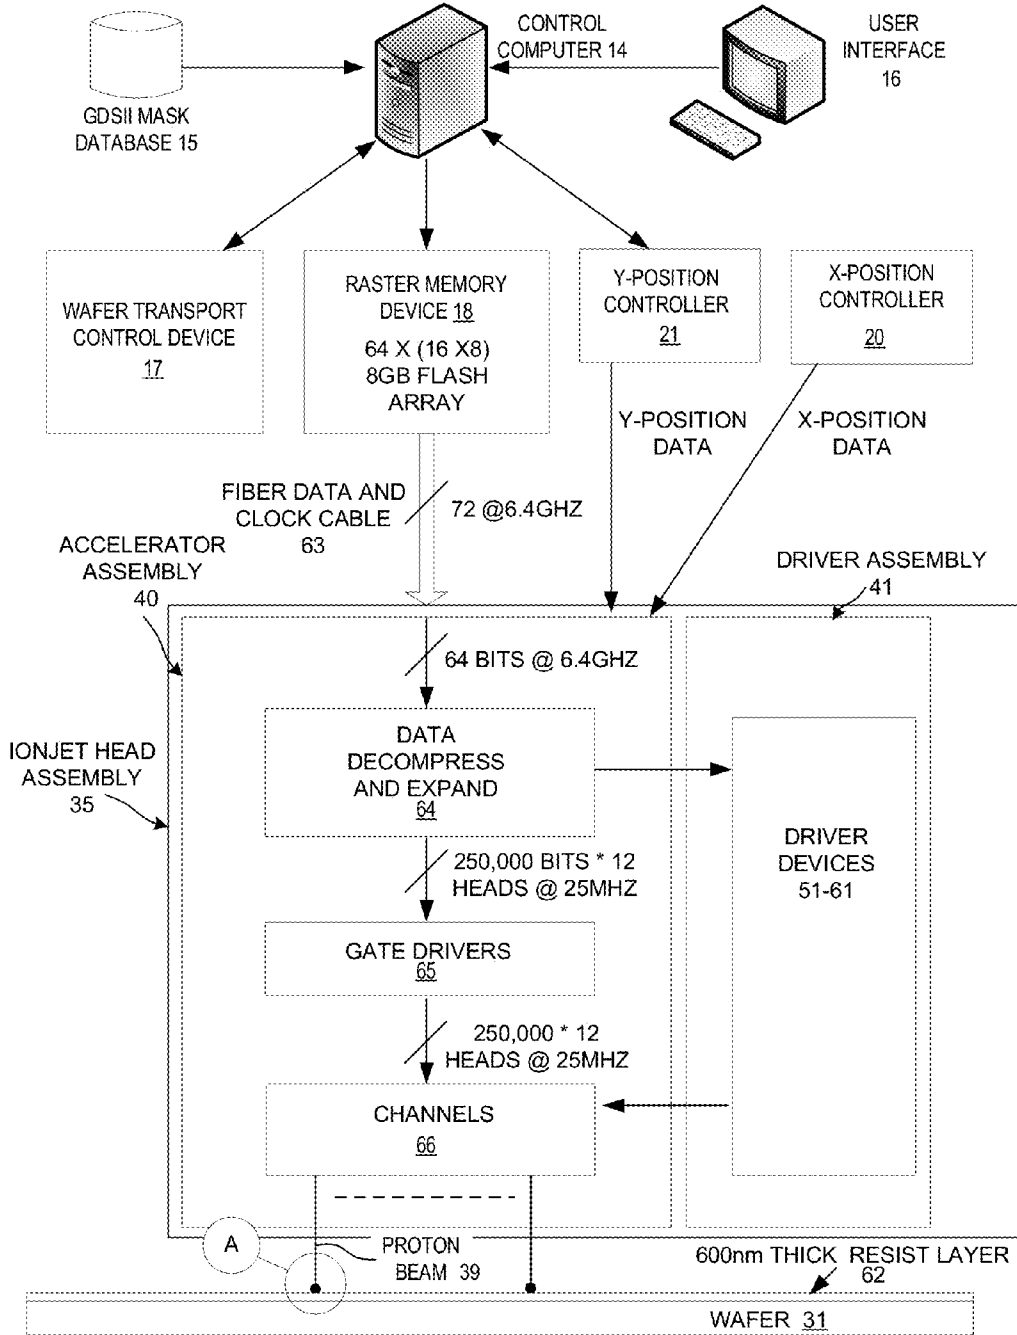 CONTROL
COMPUTER 14
USER
INTERFACE
16
GDSII MASK
DATABASE 15
WAFER TRANSPORT
CONTROL DEVICE
17
RASTER MEMORY
DEVICE 18
64 X (16 X8)
8GB FLASH
ARRAY
Y-POSITION
CONTROLLER
21
X-POSITION
CONTROLLER
20
Y-POSITION
DATA
X-POSITION
DATA
FIBER DATA AND
CLOCK CABLE
63
72 @6.4GHZ
ACCELERATOR
ASSEMBLY
40
DRIVER ASSEMBLY
41
64 BITS @ 6.4GHZ
IONJET HEAD
ASSEMBLY
35
DATA
DECOMPRESS
AND EXPAND
64
250,000 BITS * 12
HEADS @ 25MHZ
DRIVER
DEVICES
51-61
GATE DRIVERS
65
250,000 * 12
HEADS @ 25MHZ
CHANNELS
66
A
PROTON
BEAM 39
600nm THICK RESIST LAYER
62
WAFER 31